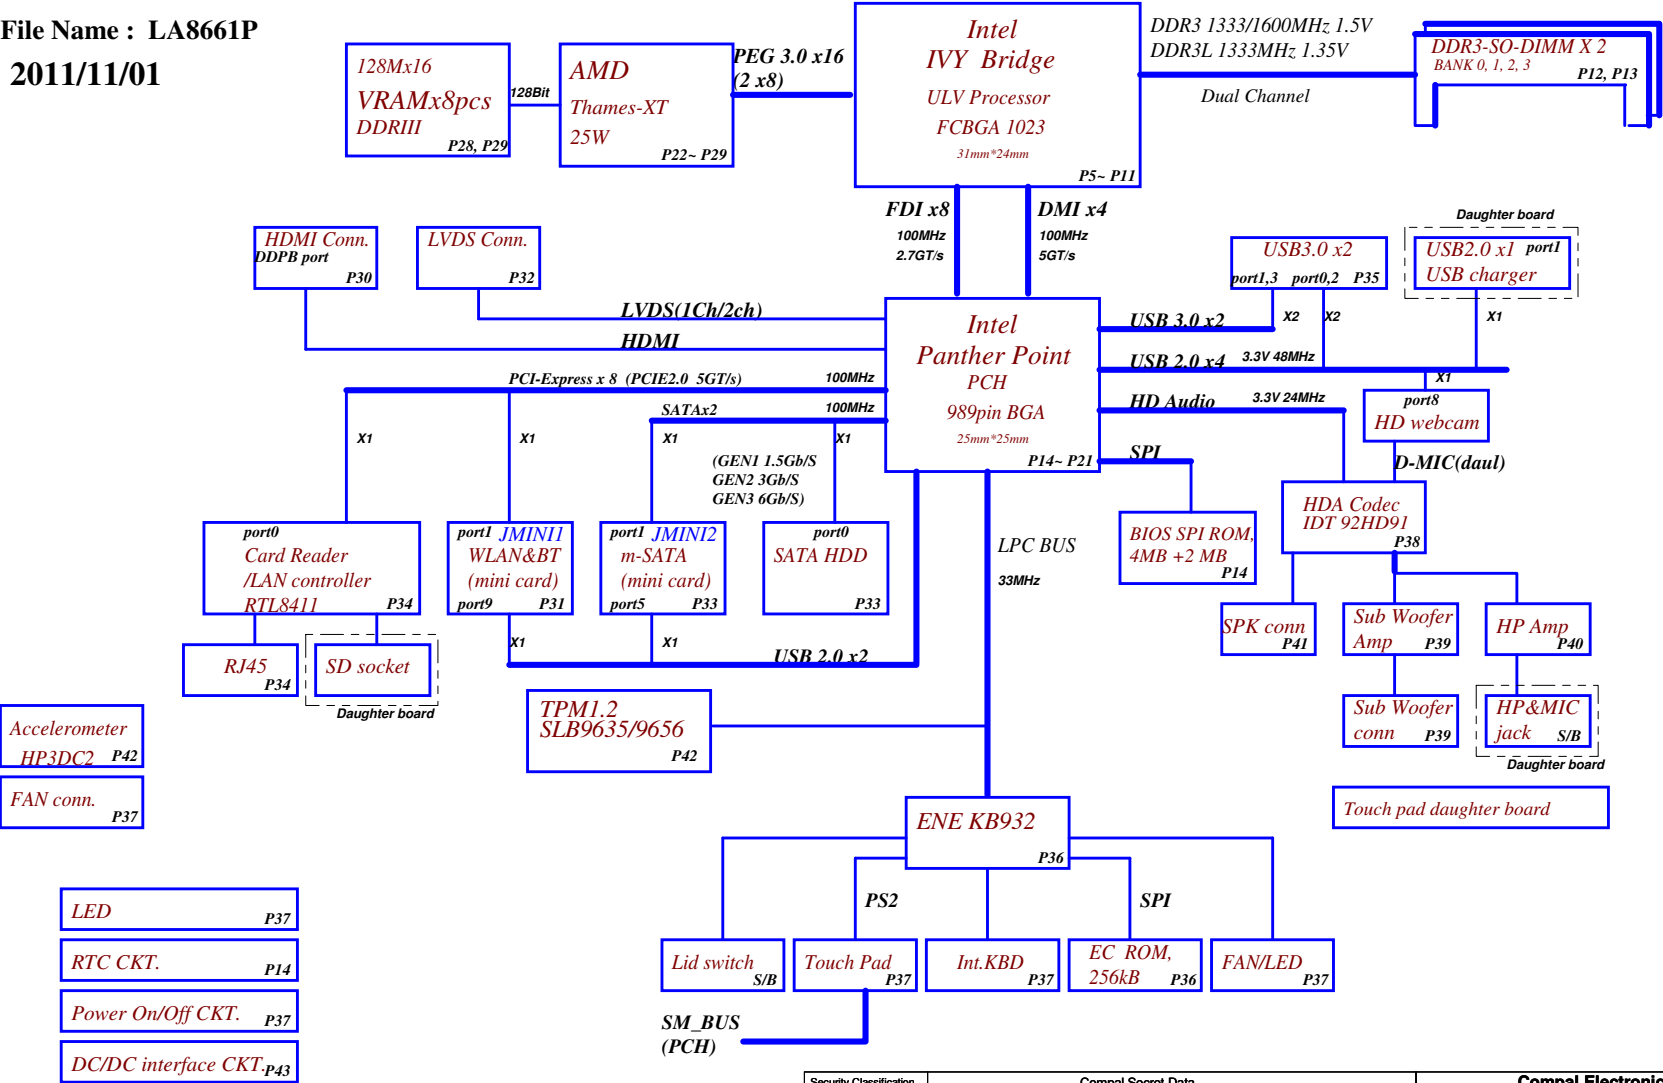 File Name : LA8661P
2011/11/01
128Mx16
VRAMx8pcs
DDRIII
P28, P29
128Bit
AMD
Thames-XT
25W
P22~ P29
PEG 3.0 x16
(2 x8)
Intel
IVY Bridge
ULV Processor
FCBGA 1023
31mm*24mm
P5~ P11
DDR3 1333/1600MHz 1.5V
DDR3L 1333MHz 1.35V
Dual Channel
DDR3-SO-DIMM X 2
BANK 0, 1, 2, 3
P12, P13
FDI x8
100MHz
2.7GT/s
DMI x4
100MHz
5GT/s
HDMI Conn.
DDPB port
P30
LVDS Conn.
P32
LVDS(1Ch/2ch)
HDMI
USB3.0 x2
port1,3 port0,2 P35
Daughter board
USB2.0 x1 port1
USB charger
Intel
Panther Point
PCH
989pin BGA
25mm*25mm
P14~ P21
USB 3.0 x2
X2
X2
X1
USB 2.0 x4
3.3V 48MHz
X1
HD Audio
3.3V 24MHz
port8
HD webcam
D-MIC(daul)
SPI
PCI-Express x 8 (PCIE2.0 5GT/s)
100MHz
SATAx2
100MHz
X1
X1
X1
X1
(GEN1 1.5Gb/S
GEN2 3Gb/S
GEN3 6Gb/S)
port0
Card Reader
/LAN controller
RTL8411
P34
port1 JMINI1
WLAN&BT
(mini card)
port9 P31
port1 JMINI2
m-SATA
(mini card)
port5 P33
port0
SATA HDD
P33
LPC BUS
33MHz
BIOS SPI ROM,
4MB +2 MB
P14
HDA Codec
IDT 92HD91
P38
SPK conn
P41
Sub Woofer
Amp P39
HP Amp
P40
X1
X1
USB 2.0 x2
RJ45
P34
SD socket
Daughter board
TPM1.2
SLB9635/9656
P42
Sub Woofer
conn P39
HP&MIC
jack S/B
Daughter board
Accelerometer
HP3DC2 P42
FAN conn.
P37
Touch pad daughter board
ENE KB932
P36
PS2
SPI
LED
P37
RTC CKT.
P14
Power On/Off CKT. P37
DC/DC interface CKT. P43
Lid switch
S/B
Touch Pad
P37
Int.KBD
P37
EC ROM,
256kB P36
FAN/LED
P37
SM_BUS
(PCH)
Security Classification
Compal Secret Data
Compal Electronic